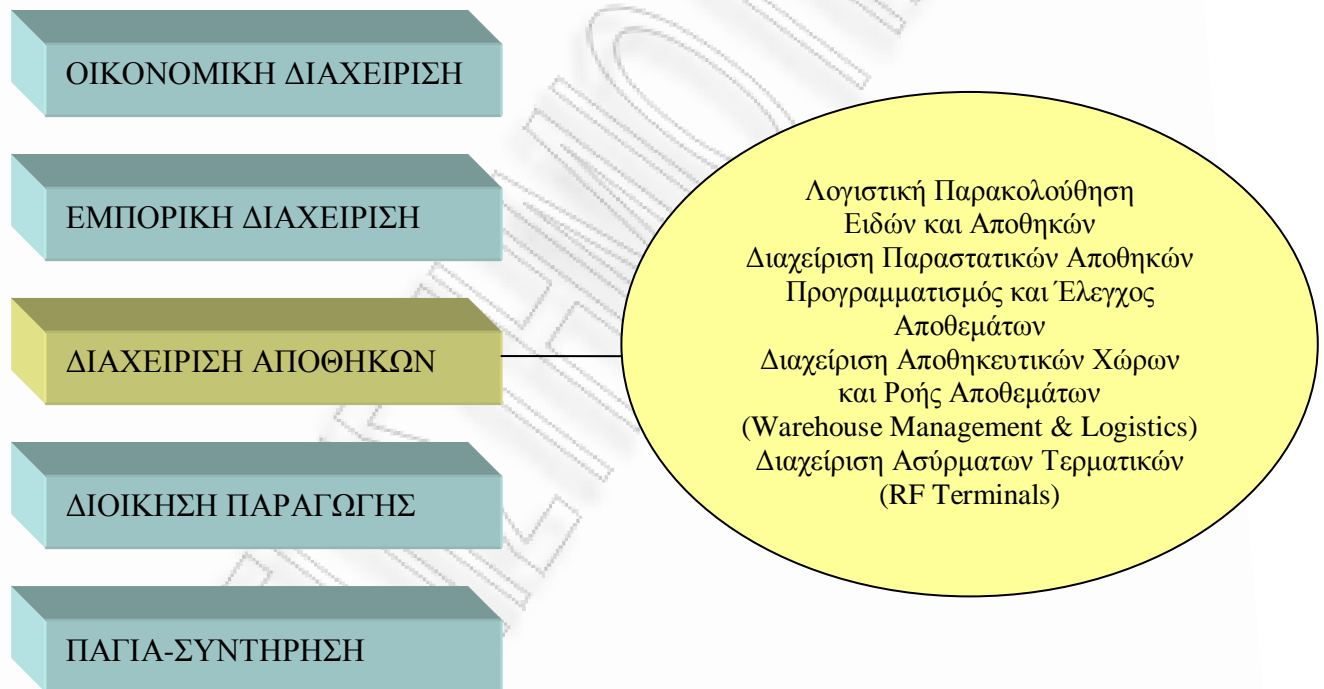 ΟΙΚΟΝΟΜΙΚΗ ΔΙΑΧΕΙΡΙΣΗ
ΕΜΠΟΡΙΚΗ ΔΙΑΧΕΙΡΙΣΗ
ΔΙΑΧΕΙΡΙΣΗ ΑΠΟΘΗΚΩΝ
ΔΙΟΙΚΗΣΗ ΠΑΡΑΓΩΓΗΣ
ΠΑΓΙΑ-ΣΥΝΤΗΡΗΣΗ
Λογιστική Παρακολούθηση
Ειδών και Αποθηκών
Διαχείριση Παραστατικών Αποθηκών
Προγραμματισμός και Έλεγχος
Αποθεμάτων
Διαχείριση Αποθηκευτικών Χώρων
και Ροής Αποθεμάτων
(Warehouse Management & Logistics)
Διαχείριση Ασύρματων Τερματικών
(RF Terminals)